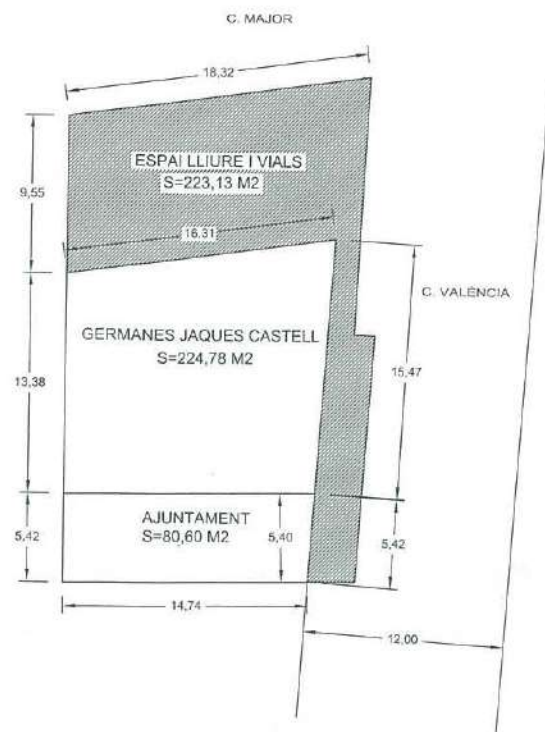 C. MAJOR
18,32
ESPAI LLIURE I VIALS
S=223,13 M2
9,55
16,31
C. VALÈNCIA
GERMANES JAQUES CASTELL
S=224,78 M2
13,38
15,47
AJUNTAMENT
S=80,60 M2
5,42
5,40
5,42
14,74
12,00